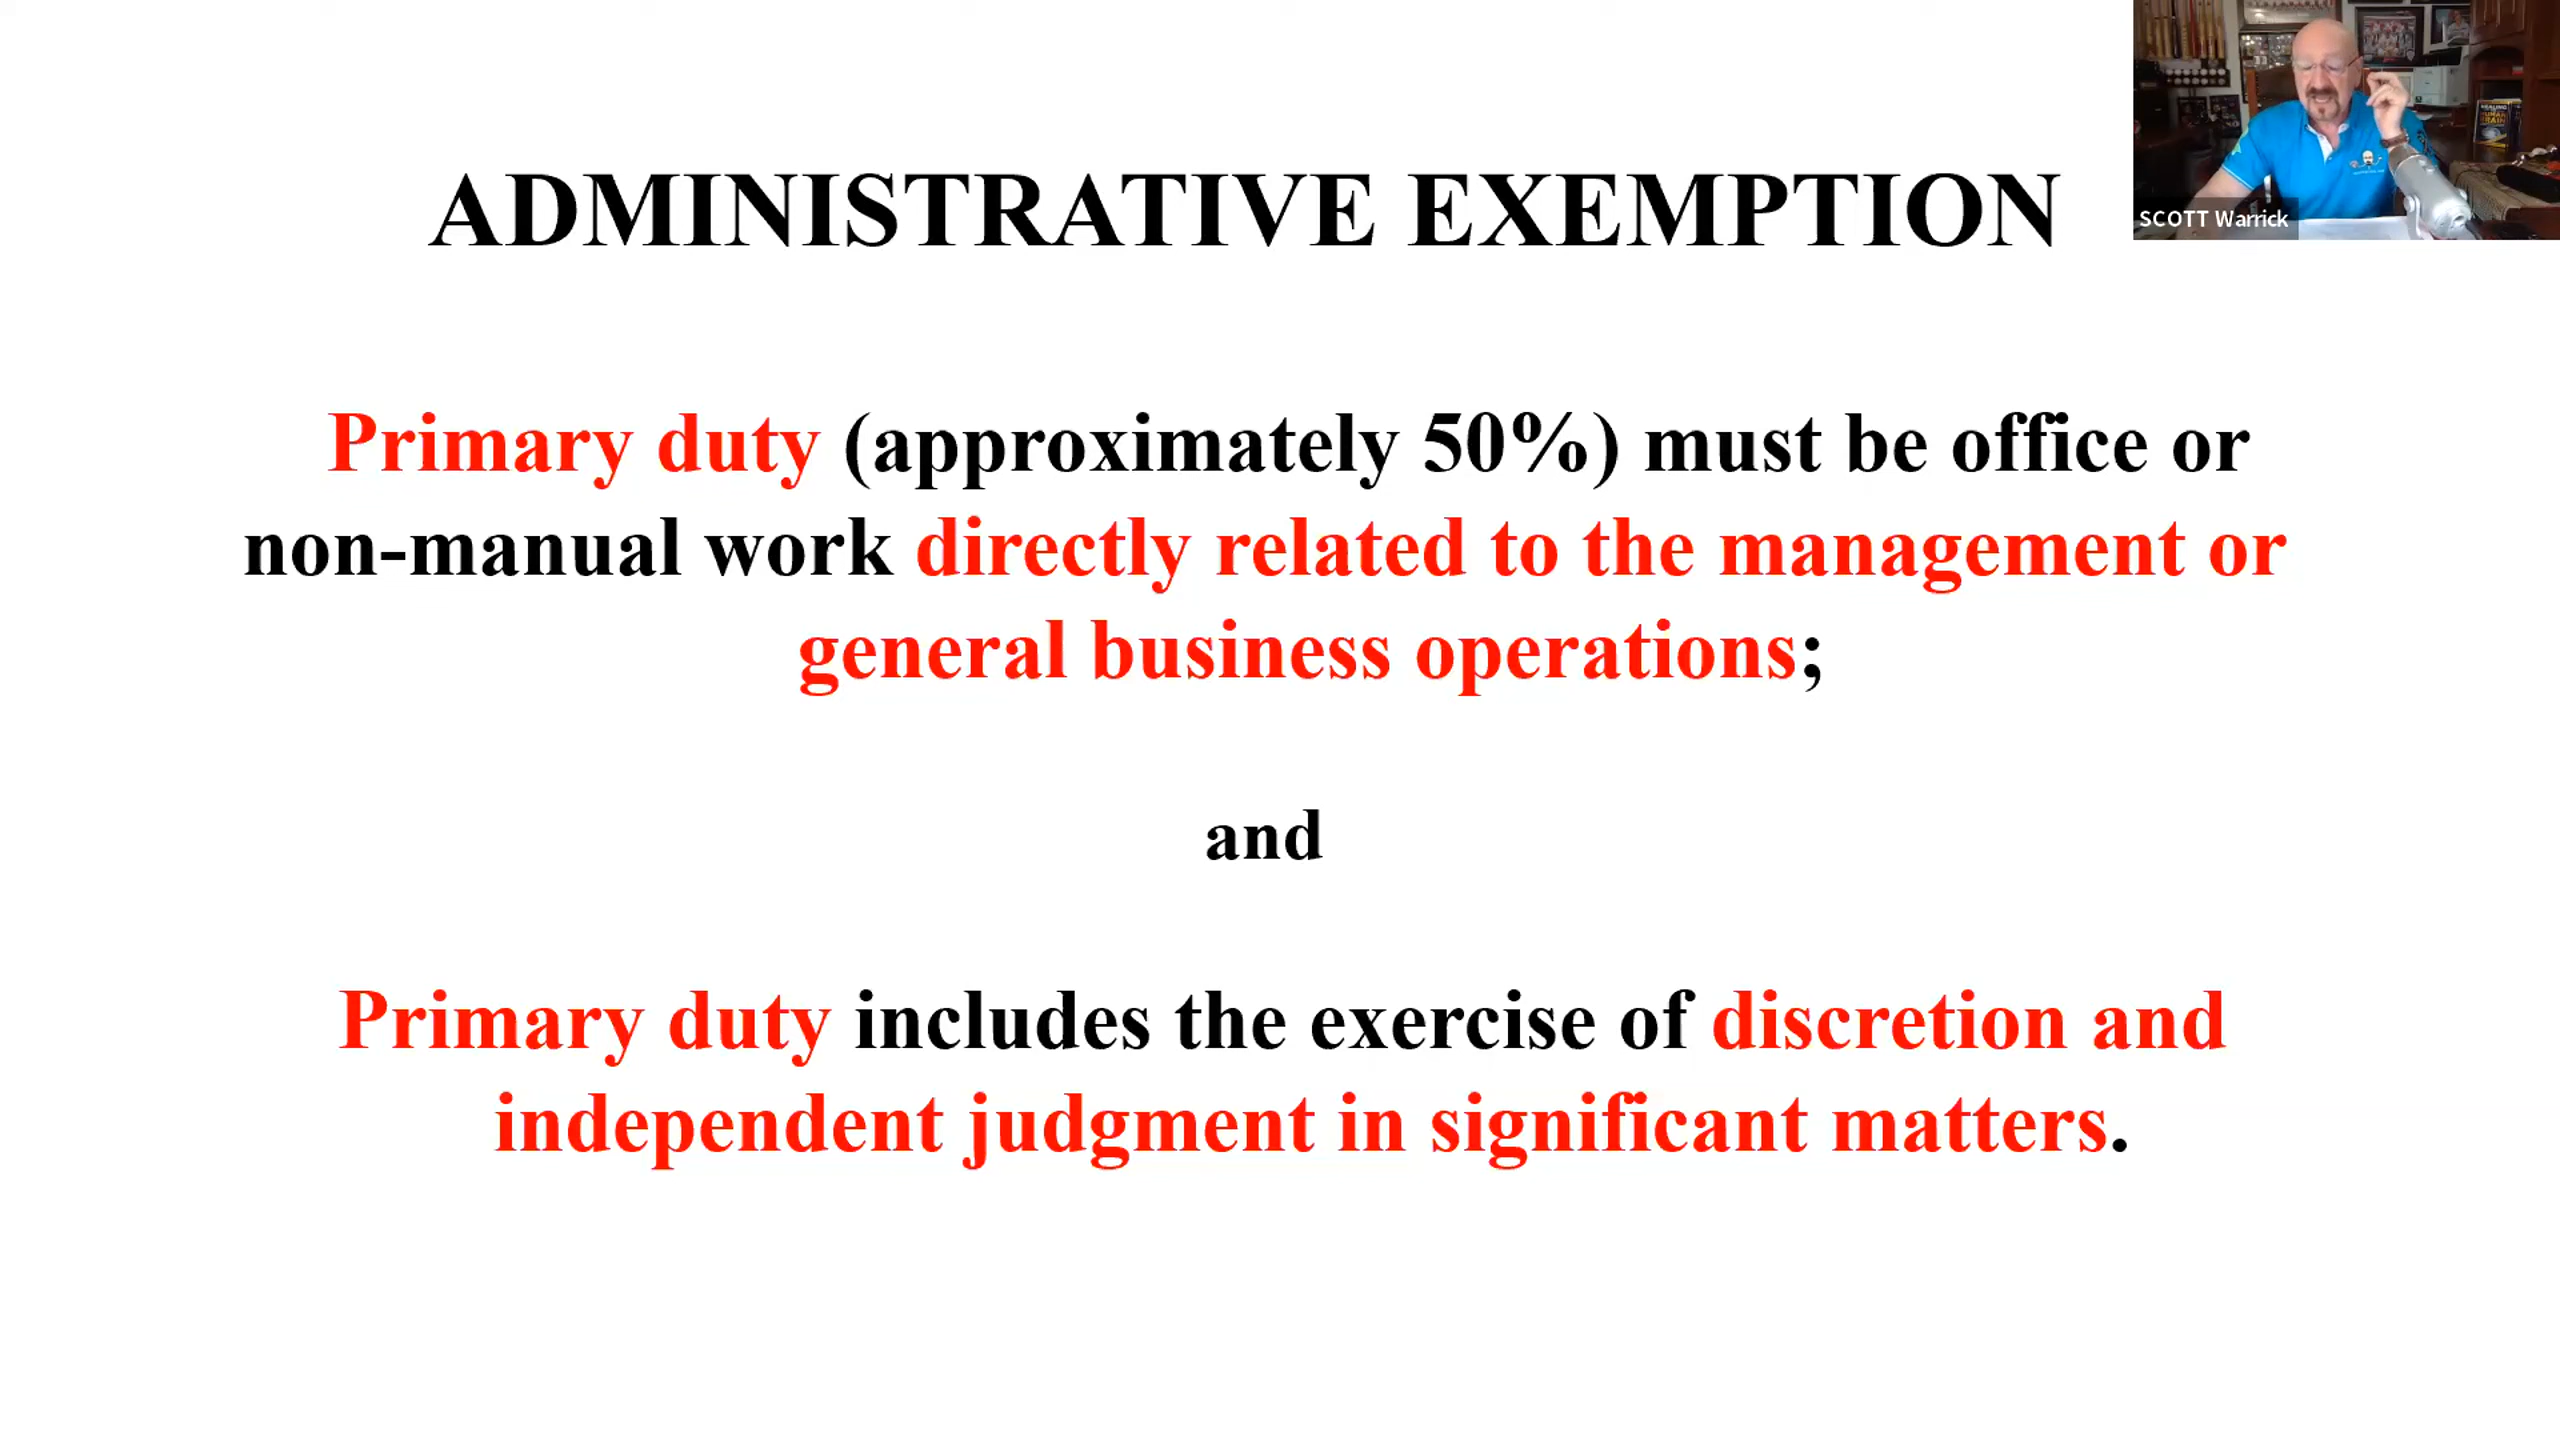 ADMINISTRATIVE EXEMPTION
SCOTT Warrick
Primary duty (approximately 50%) must be office or
non-manual work directly related to the management or
general business operations;
and
Primary duty includes the exercise of discretion and
independent judgment in significant matters.